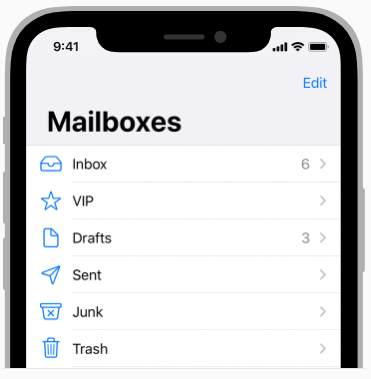 9:41
Edit
Mailboxes
Inbox 6
VIP
Drafts 3
Sent
Junk
Trash